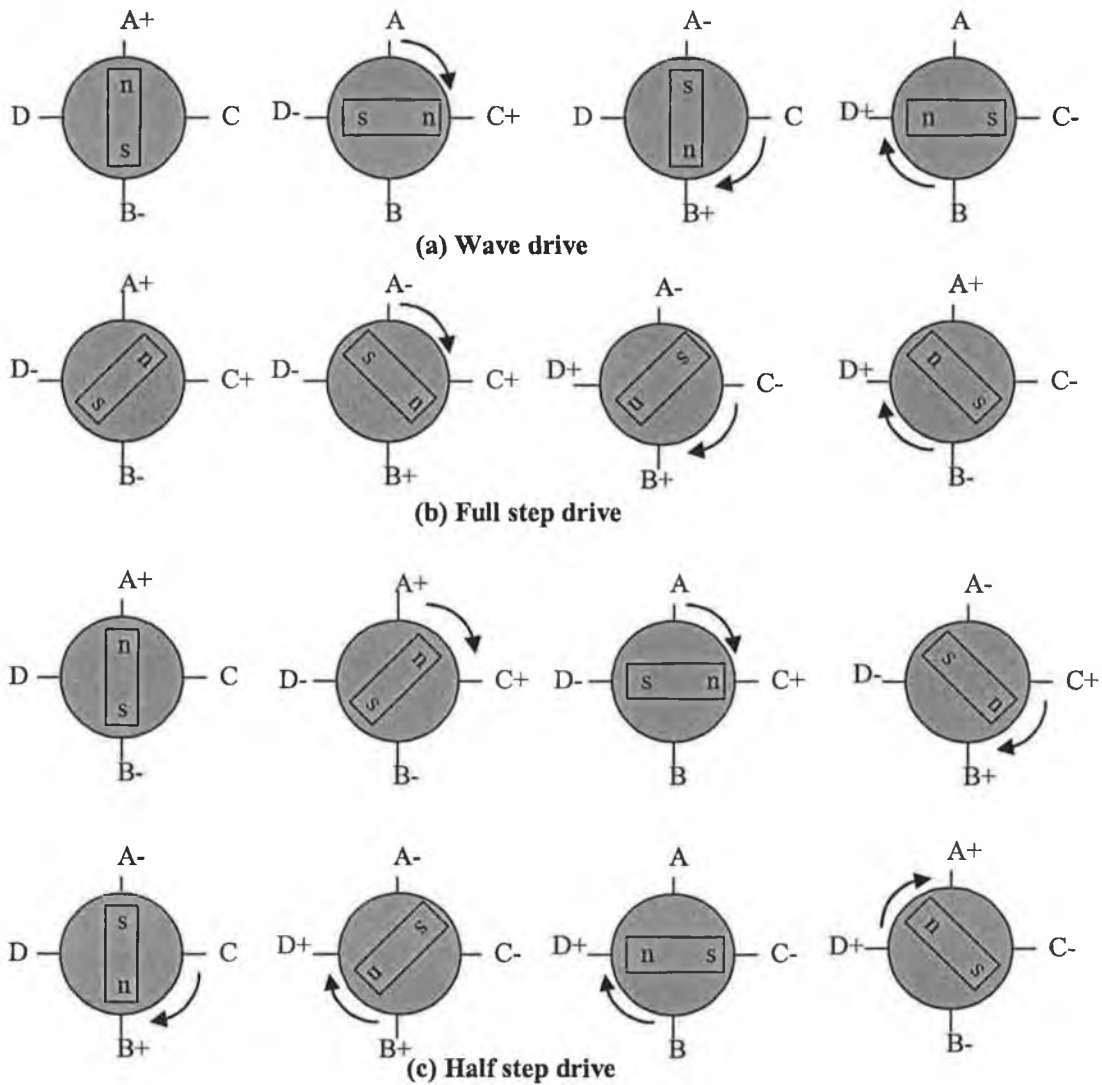 A+ A A- A
n
s
D C D- s n C+ D s n C D+ n s C-
B- B B+ B
(a) Wave drive
A+ A- A- A+
D- n s C+ D- s n C+ D+ s n C- D+ n s C-
B- B+ B+ B-
(b) Full step drive
A+ A+ A A-
D n s C D- n s C+ D- s n C+ D- s n C+
B- B- B B+
A- A- A A+
D s n C D+ s n C- D+ n s C- D+ n s C-
B+ B+ B B-
(c) Half step drive